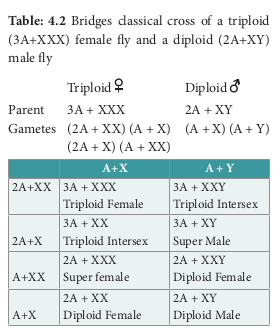 Table: 4.2 Bridges classical cross of a triploid
(3A+XXX) female fly and a diploid (2A+XY)
male fly
Triploid♀ Diploid♂
Parent 3A + XXX 2A + XY
Gametes (2A + XX) (A + X) (A + X) (A + Y)
(2A + X) (A + XX)
A+X A + Y
2A+XX 3A + XXX 3A + XXY
Triploid Female Triploid Intersex
3A + XX 3A + XY
2A+X Triploid Intersex Super Male
2A + XXX 2A + XXY
A+XX Super female Diploid Female
2A + XX 2A + XY
A+X Diploid Female Diploid Male